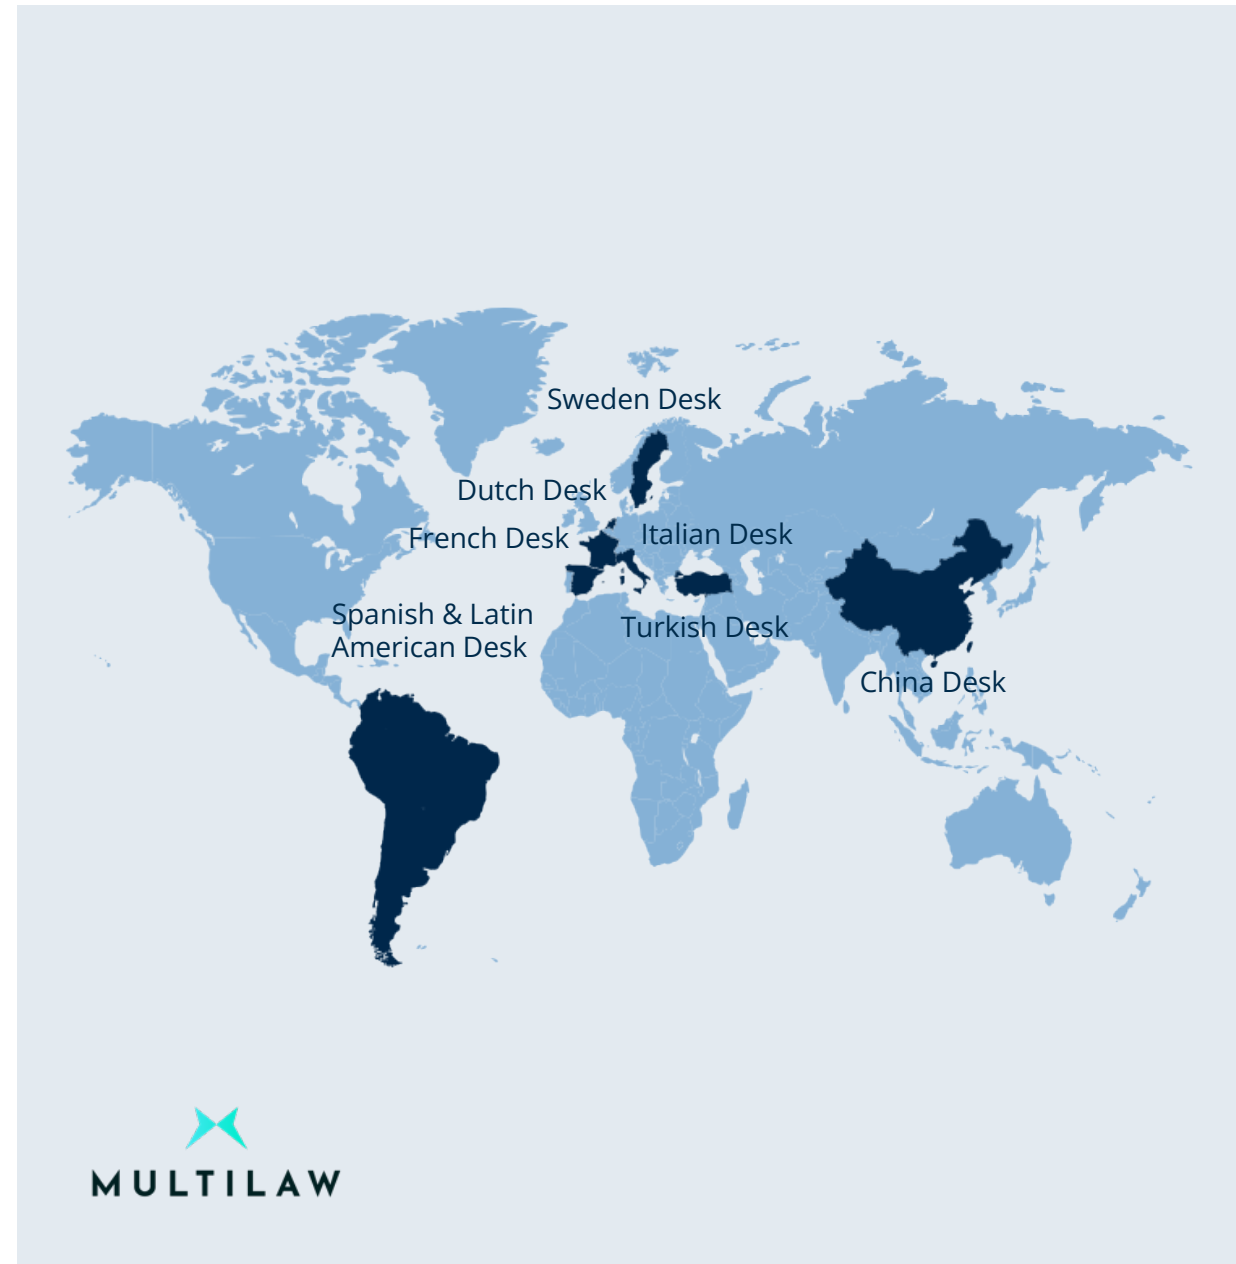 Sweden Desk
Dutch Desk
French Desk
Italian Desk
Spanish & Latin
American Desk
Turkish Desk
China Desk
MULTILAW